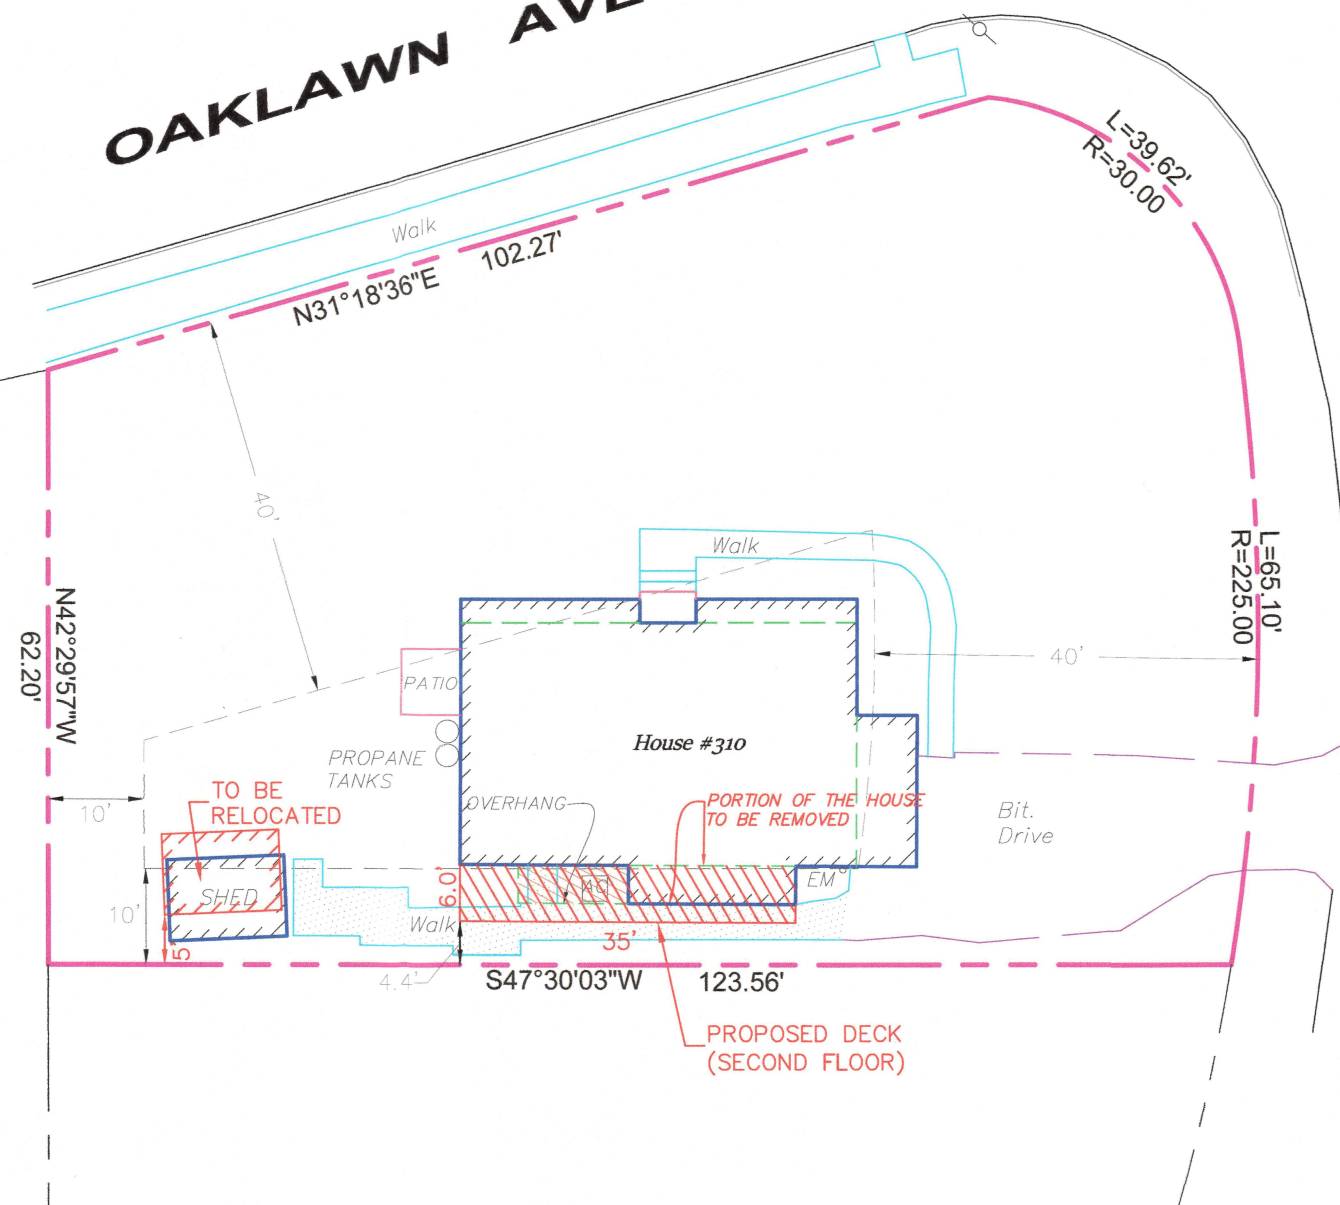 OAKLAWN AVE
L=39.62'
R=30.00
Walk
N31°18'36"E 102.27'
40'
Walk
L=65.10'
R=225.00
40'
N42°29'57"W
62.20'
PATIO
House #310
PROPANE
TANKS
TO BE
RELOCATED
10'
OVERHANG
PORTION OF THE HOUSE
TO BE REMOVED
Bit.
Drive
SHED
6.0'
AC
EM
10'
Walk
5'
35'
4.4'
S47°30'03"W 123.56'
PROPOSED DECK
(SECOND FLOOR)